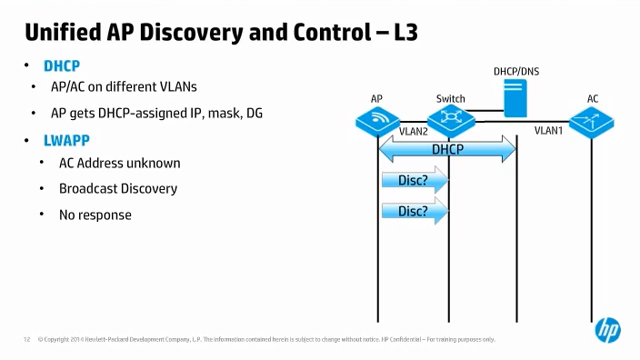 Unified AP Discovery and Control – L3
• DHCP
• AP/AC on different VLANs
• AP gets DHCP-assigned IP, mask, DG
• LWAPP
• AC Address unknown
• Broadcast Discovery
• No response
DHCP/DNS
AP
Switch
AC
VLAN2
VLAN1
DHCP
Disc?
Disc?
12 © Copyright 2014 Hewlett-Packard Development Company, L.P. The information contained herein is subject to change without notice. HP Confidential – For training purposes only.
hp